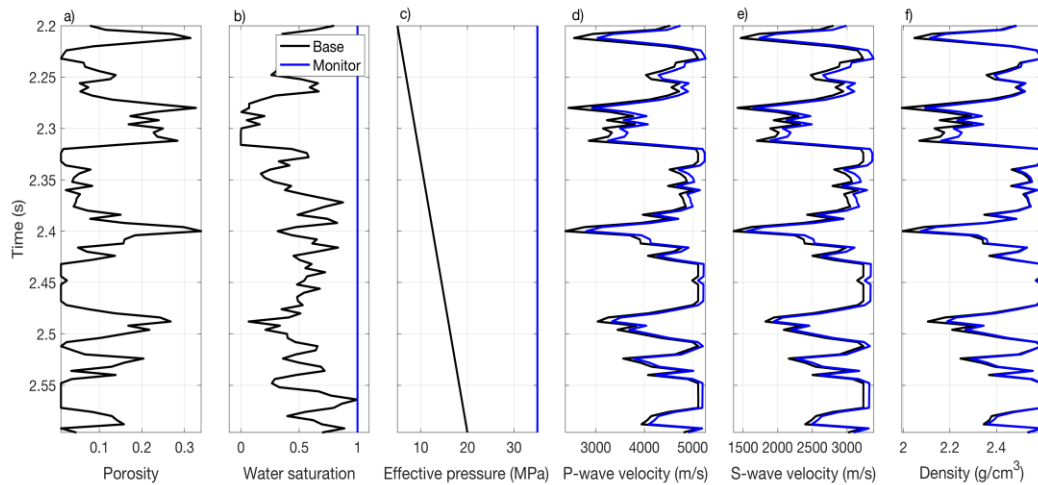 a) b) c) d) e) f)
Base
Monitor
2.2
2.25
2.3
2.35
2.4
2.45
2.5
2.55
Time (s)
0.1 0.2 0.3 0 0.5 1 10 20 30 3000 4000 5000 1500 2000 2500 3000 2 2.2 2.4
Porosity Water saturation Effective pressure (MPa) P-wave velocity (m/s) S-wave velocity (m/s) Density (g/cm³)